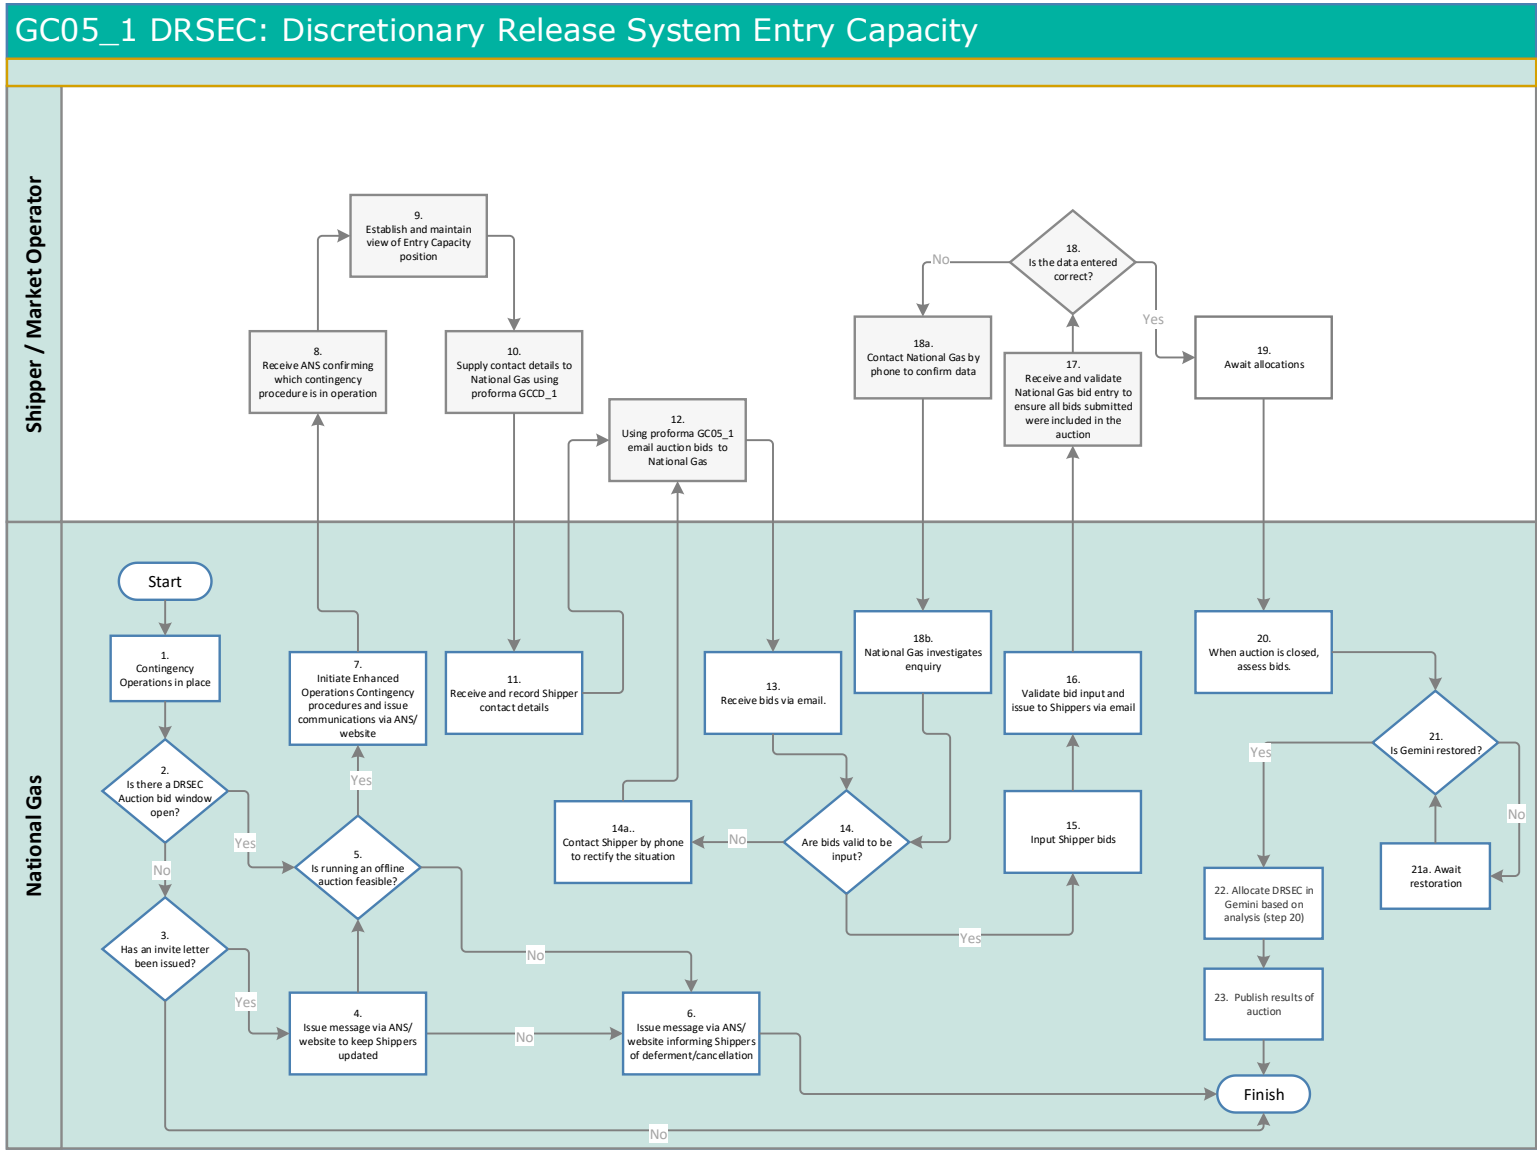 GC05_1 DRSEC: Discretionary Release System Entry Capacity
Shipper / Market Operator
9.
Establish and maintain
view of Entry Capacity
position
8.
Receive ANS confirming
which contingency
procedure is in operation
10.
Supply contact details to
National Gas using
proforma GCCD_1
12.
Using proforma GC05_1
email auction bids to
National Gas
18.
Is the data entered
correct?
No
Yes
18a.
Contact National Gas by
phone to confirm data
17.
Receive and validate
National Gas bid entry to
ensure all bids submitted
were included in the
auction
19.
Await allocations
National Gas
Start
1.
Contingency
Operations in place
2.
Is there a DRSEC
Auction bid window
open?
Yes
No
3.
Has an invite letter
been issued?
Yes
No
7.
Initiate Enhanced
Operations Contingency
procedures and issue
communications via ANS/
website
Yes
5.
Is running an offline
auction feasible?
No
4.
Issue message via ANS/
website to keep Shippers
updated
No
6.
Issue message via ANS/
website informing Shippers
of deferment/cancellation
11.
Receive and record Shipper
contact details
13.
Receive bids via email.
14a..
Contact Shipper by phone
to rectify the situation
No
14.
Are bids valid to be
input?
Yes
18b.
National Gas investigates
enquiry
16.
Validate bid input and
issue to Shippers via email
15.
Input Shipper bids
20.
When auction is closed,
assess bids.
21.
Is Gemini restored?
Yes
No
21a. Await
restoration
22. Allocate DRSEC in
Gemini based on
analysis (step 20)
23. Publish results of
auction
Finish